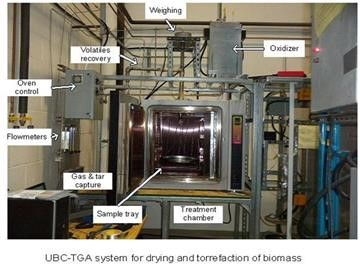 Weighing
Volatiles
recovery
Oxidizer
Oven
control
Flowmeters
Gas & tar
capture
Sample tray
Treatment
chamber
UBC-TGA system for drying and torrefaction of biomass